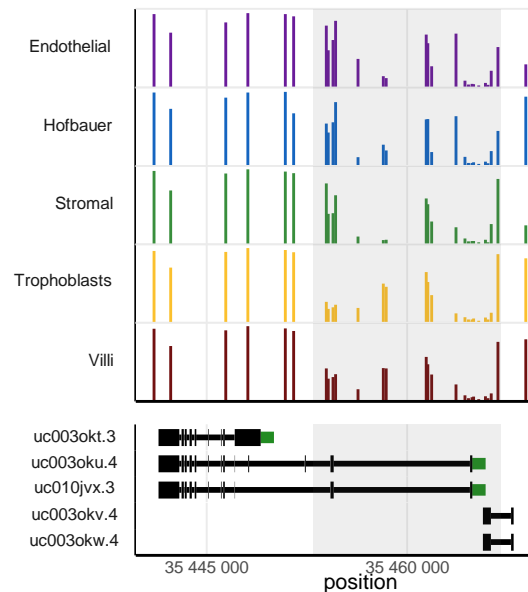 Endothelial
Hofbauer
Stromal
Trophoblasts
Villi
uc003okt.3
uc003oku.4
uc010jvx.3
uc003okv.4
uc003okw.4
35 445 000 35 460 000
position